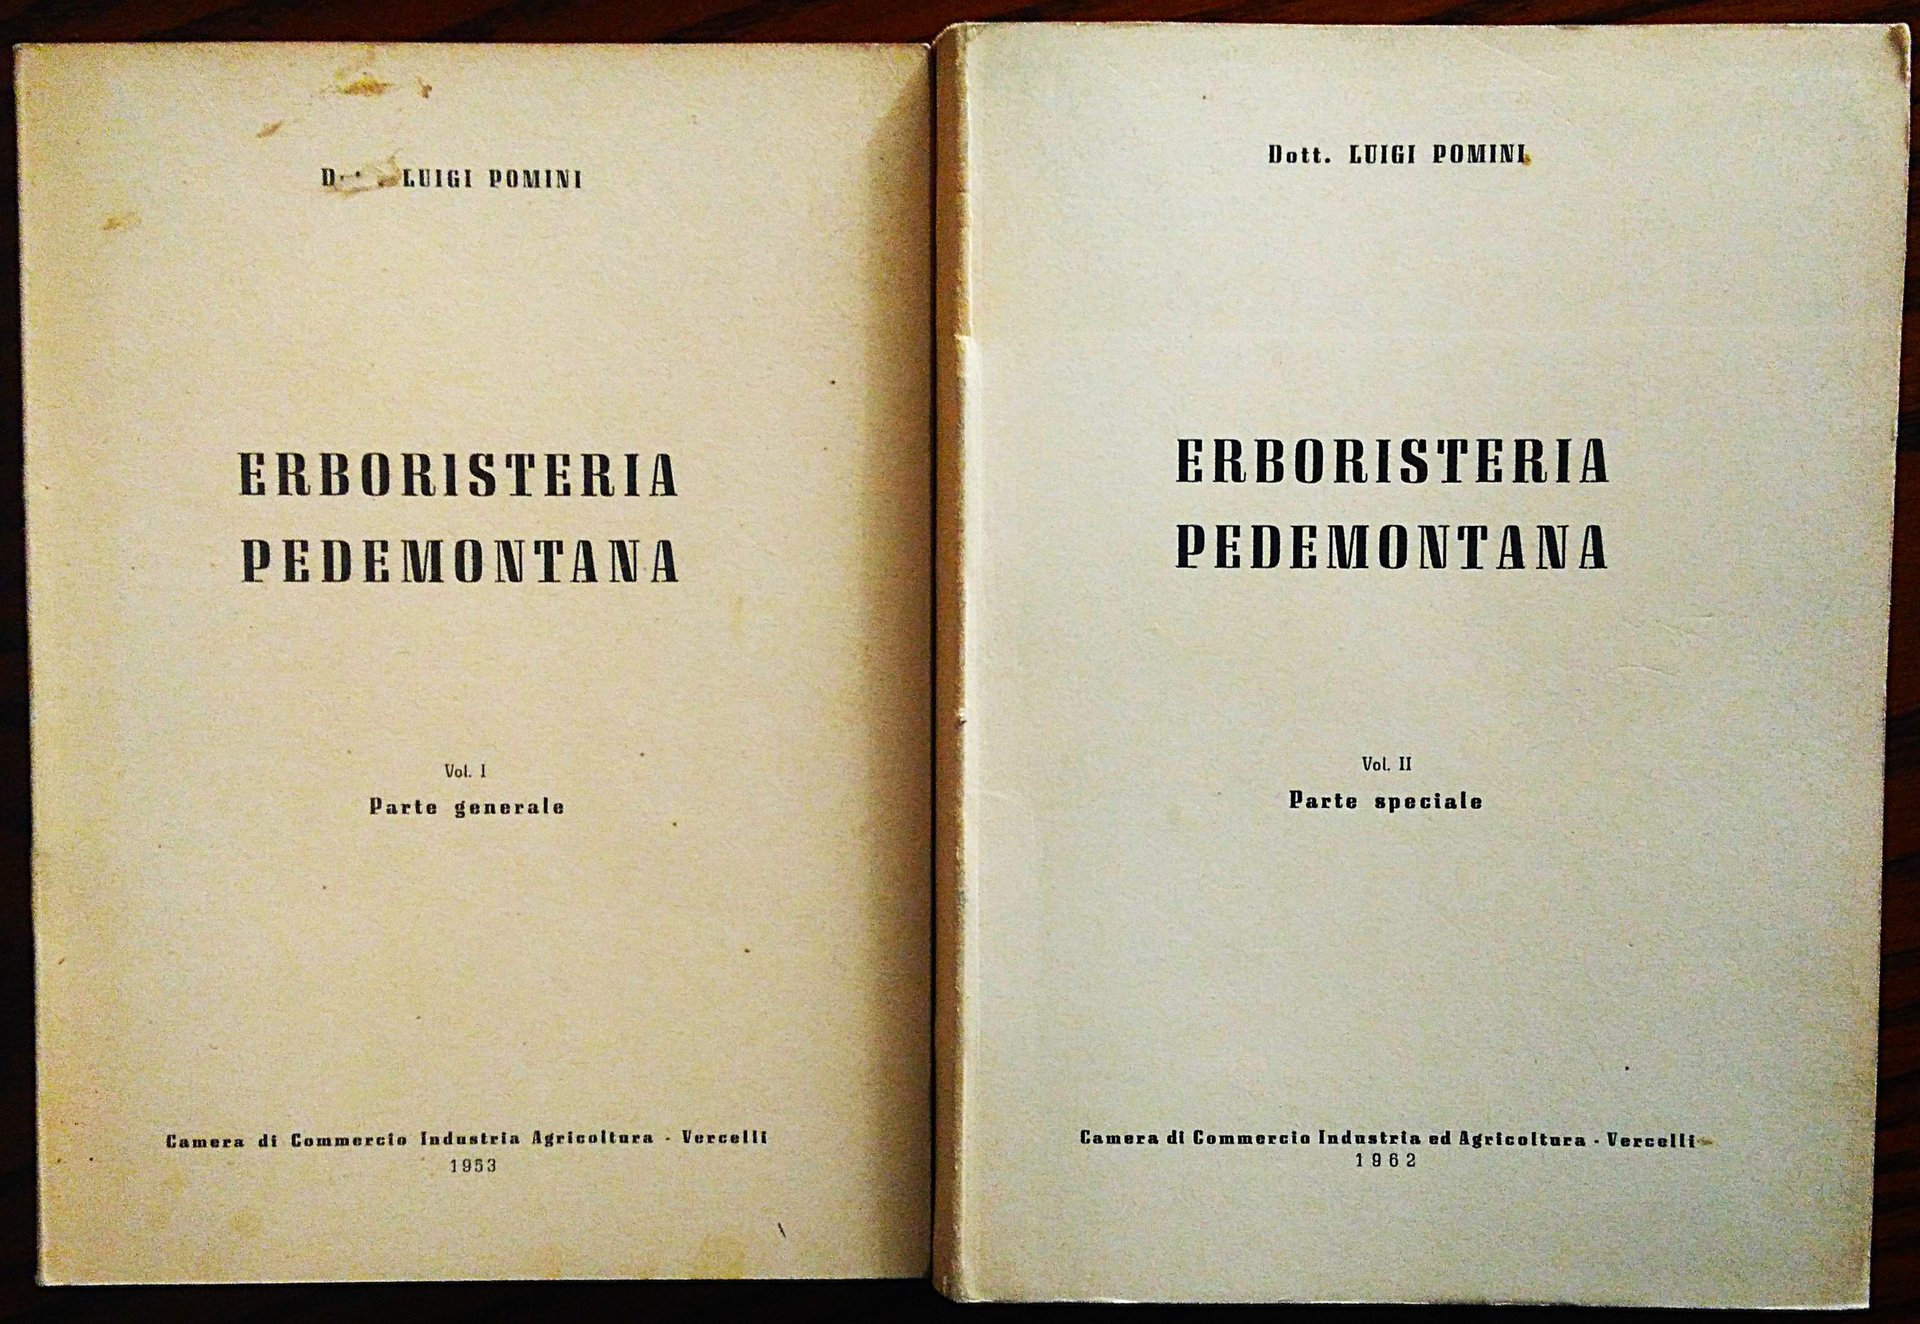 LUIGI POMINI
ERBORISTERIA
PEDEMONTANA
Vol. I
Parte generale
Camera di Commercio Industria Agricoltura - Vercelli
1953
Dott. LUIGI POMINI
ERBORISTERIA
PEDEMONTANA
Vol. II
Parte speciale
Camera di Commercio Industria ed Agricoltura - Vercelli
1962